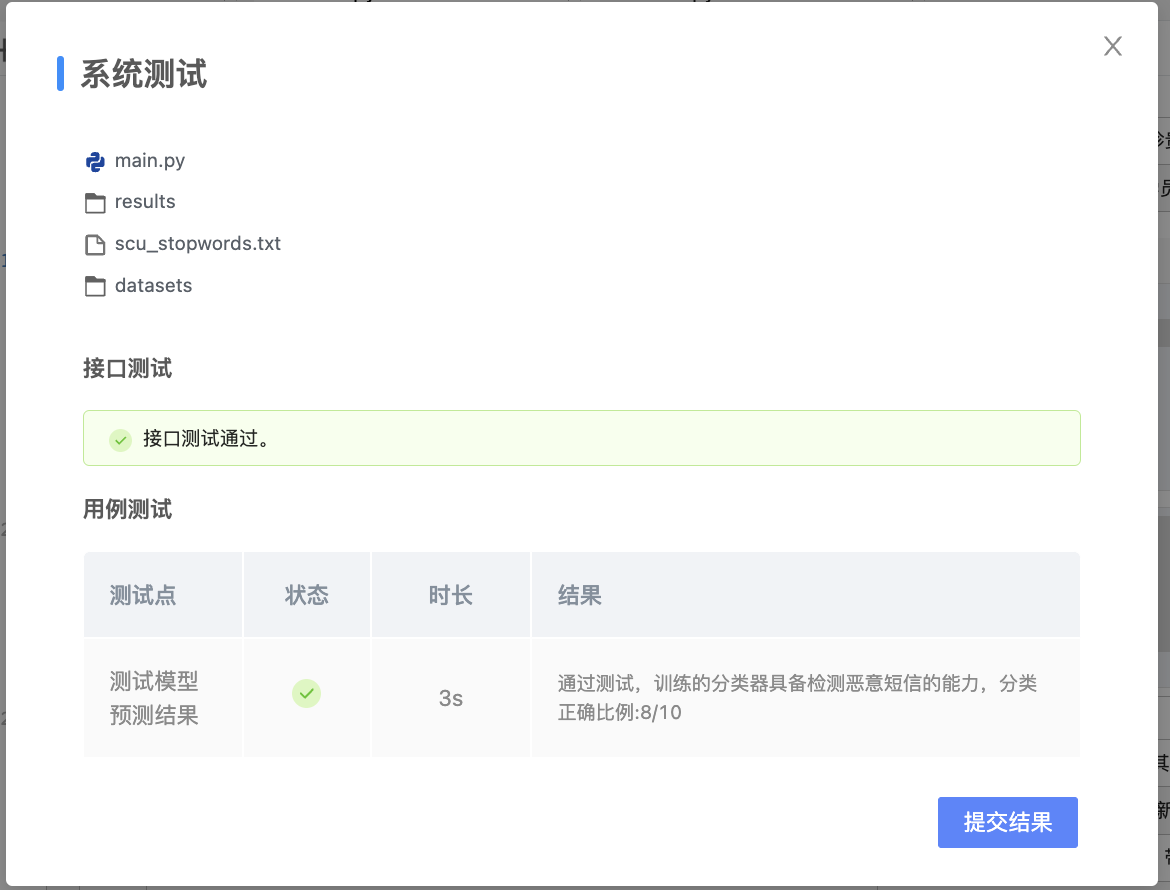 系统测试
main.py
results
scu_stopwords.txt
datasets
接口测试
接口测试通过。
用例测试
测试点 状态 时长 结果
测试模型
预测结果
3s
通过测试，训练的分类器具备检测恶意短信的能力，分类
正确比例:8/10
提交结果